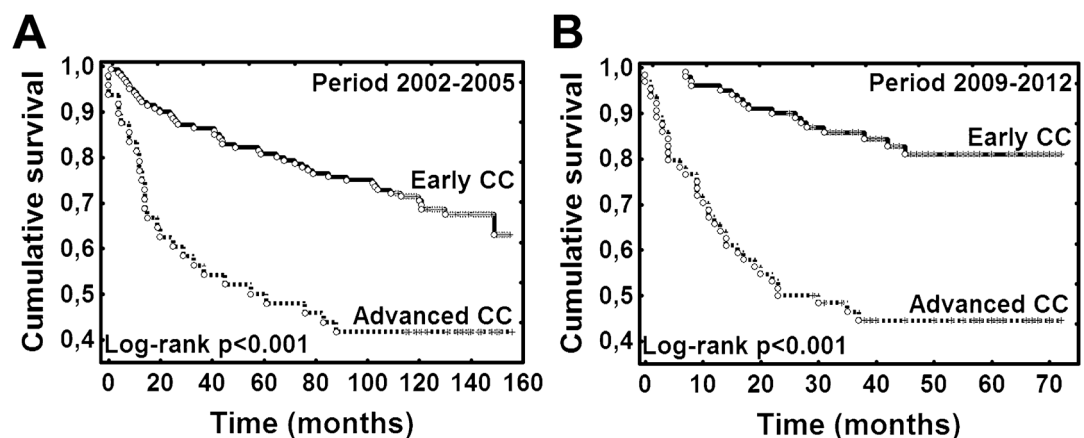 A
Cumulative survival
1,0
0,9
0,8
0,7
0,6
0,5
0,4
Period 2002-2005
Early CC
Advanced CC
Log-rank p<0.001
0 20 40 60 80 100 120 140 160
Time (months)
B
Cumulative survival
1,0
0,9
0,8
0,7
0,6
0,5
0,4
Period 2009-2012
Early CC
Advanced CC
Log-rank p<0.001
0 10 20 30 40 50 60 70
Time (months)